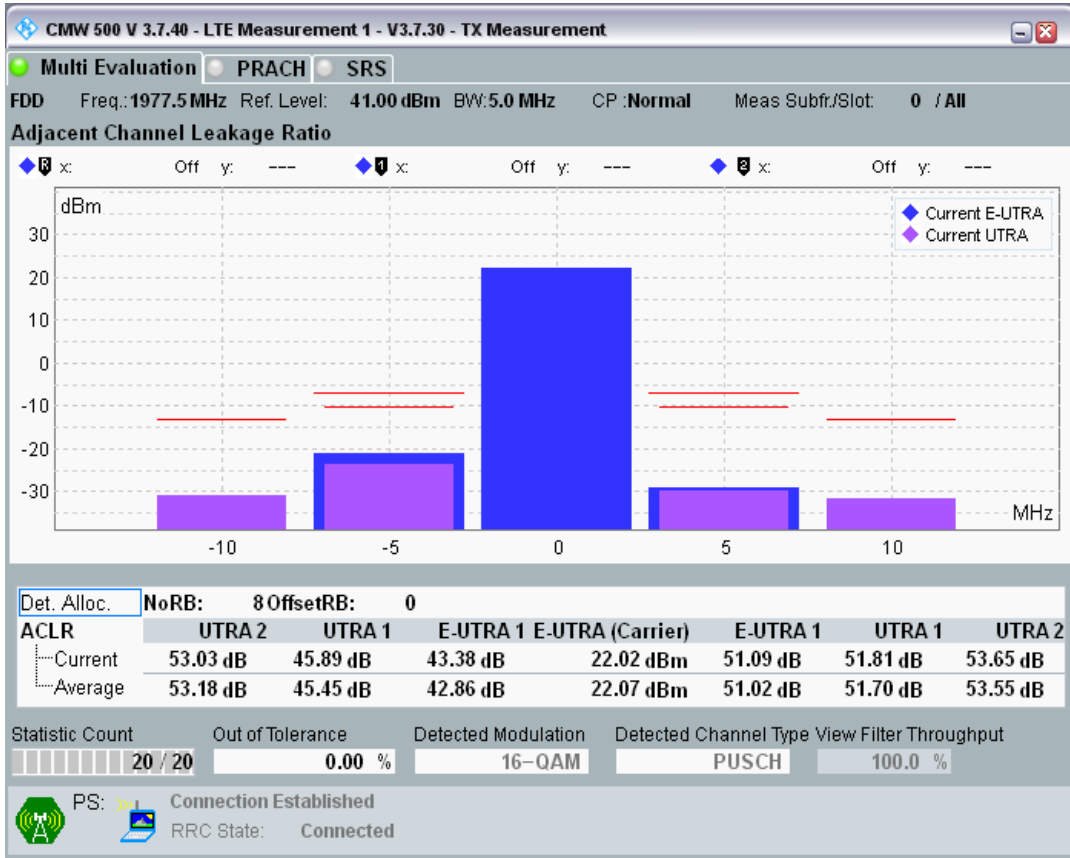 CMW 500 V 3.7.40 - LTE Measurement 1 - V3.7.30 - TX Measurement
Multi Evaluation PRACH SRS
FDD Freq.: 1977.5 MHz Ref. Level: 41.00 dBm BW: 5.0 MHz CP : Normal Meas Subfr./Slot: 0 / All
Adjacent Channel Leakage Ratio
R x: Off y: --- 1 x: Off y: --- 2 x: Off y: ---
dBm
Current E-UTRA
Current UTRA
30
20
10
0
-10
-20
-30
MHz
-10 -5 0 5 10
Det. Alloc. NoRB: 8 OffsetRB: 0
ACLR UTRA 2 UTRA 1 E-UTRA 1 E-UTRA (Carrier) E-UTRA 1 UTRA 1 UTRA 2
Current 53.03 dB 45.89 dB 43.38 dB 22.02 dBm 51.09 dB 51.81 dB 53.65 dB
Average 53.18 dB 45.45 dB 42.86 dB 22.07 dBm 51.02 dB 51.70 dB 53.55 dB
Statistic Count Out of Tolerance Detected Modulation Detected Channel Type View Filter Throughput
20 / 20 0.00 % 16-QAM PUSCH 100.0 %
PS: Connection Established
RRC State: Connected